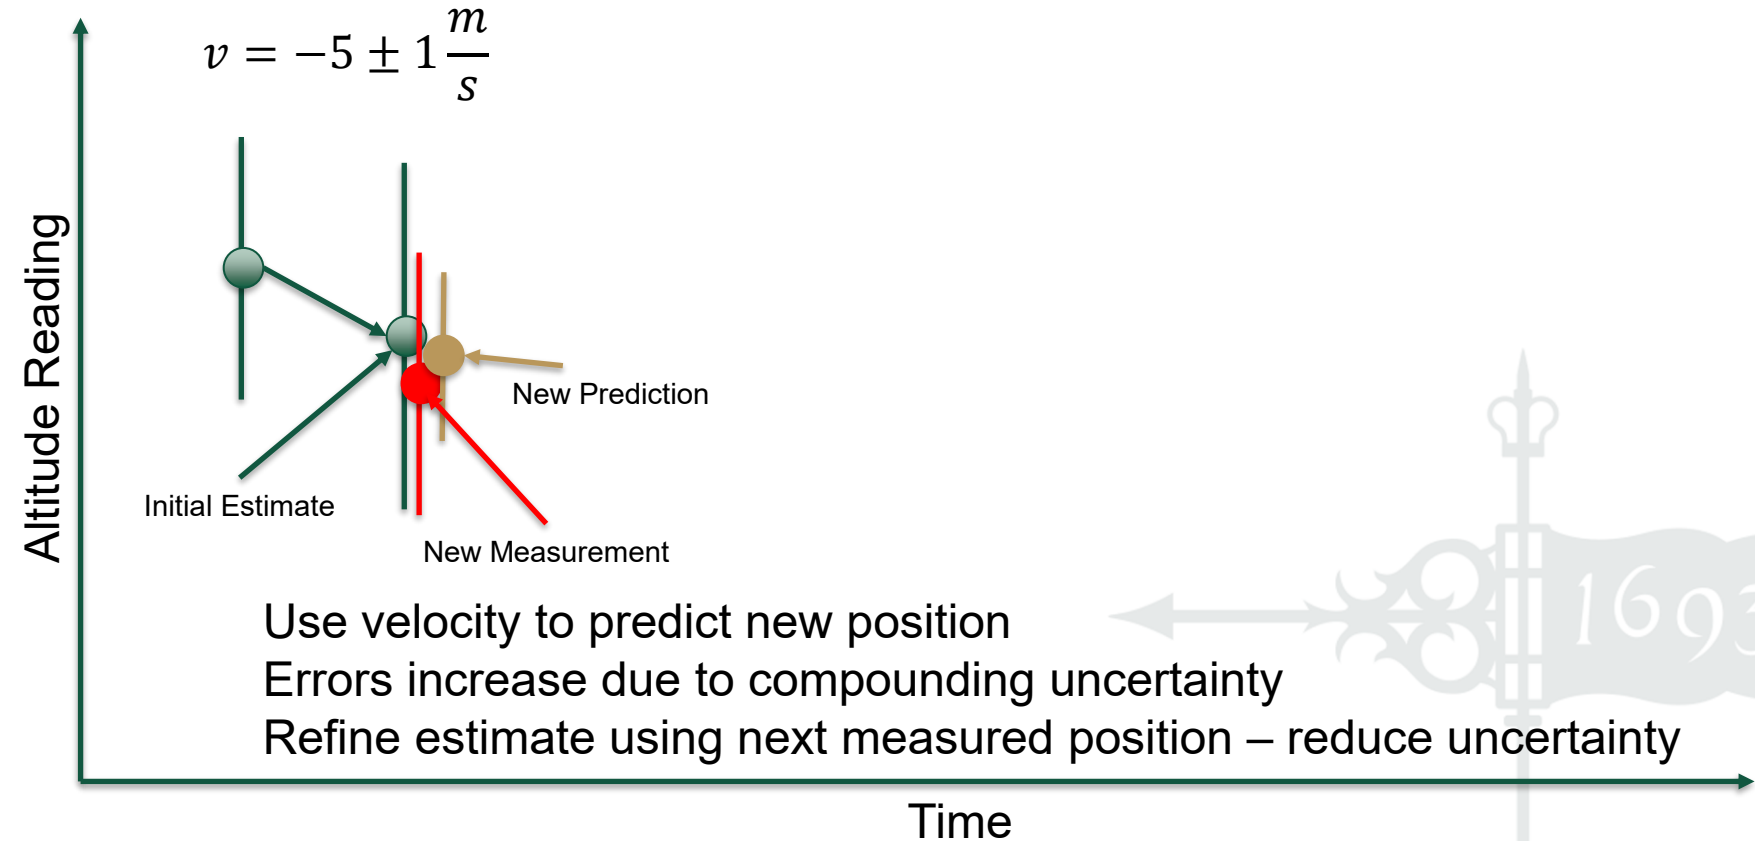 v = −5 ± 1 m/s
Altitude Reading
New Prediction
Initial Estimate
New Measurement
Use velocity to predict new position
Errors increase due to compounding uncertainty
Refine estimate using next measured position – reduce uncertainty
Time
1693